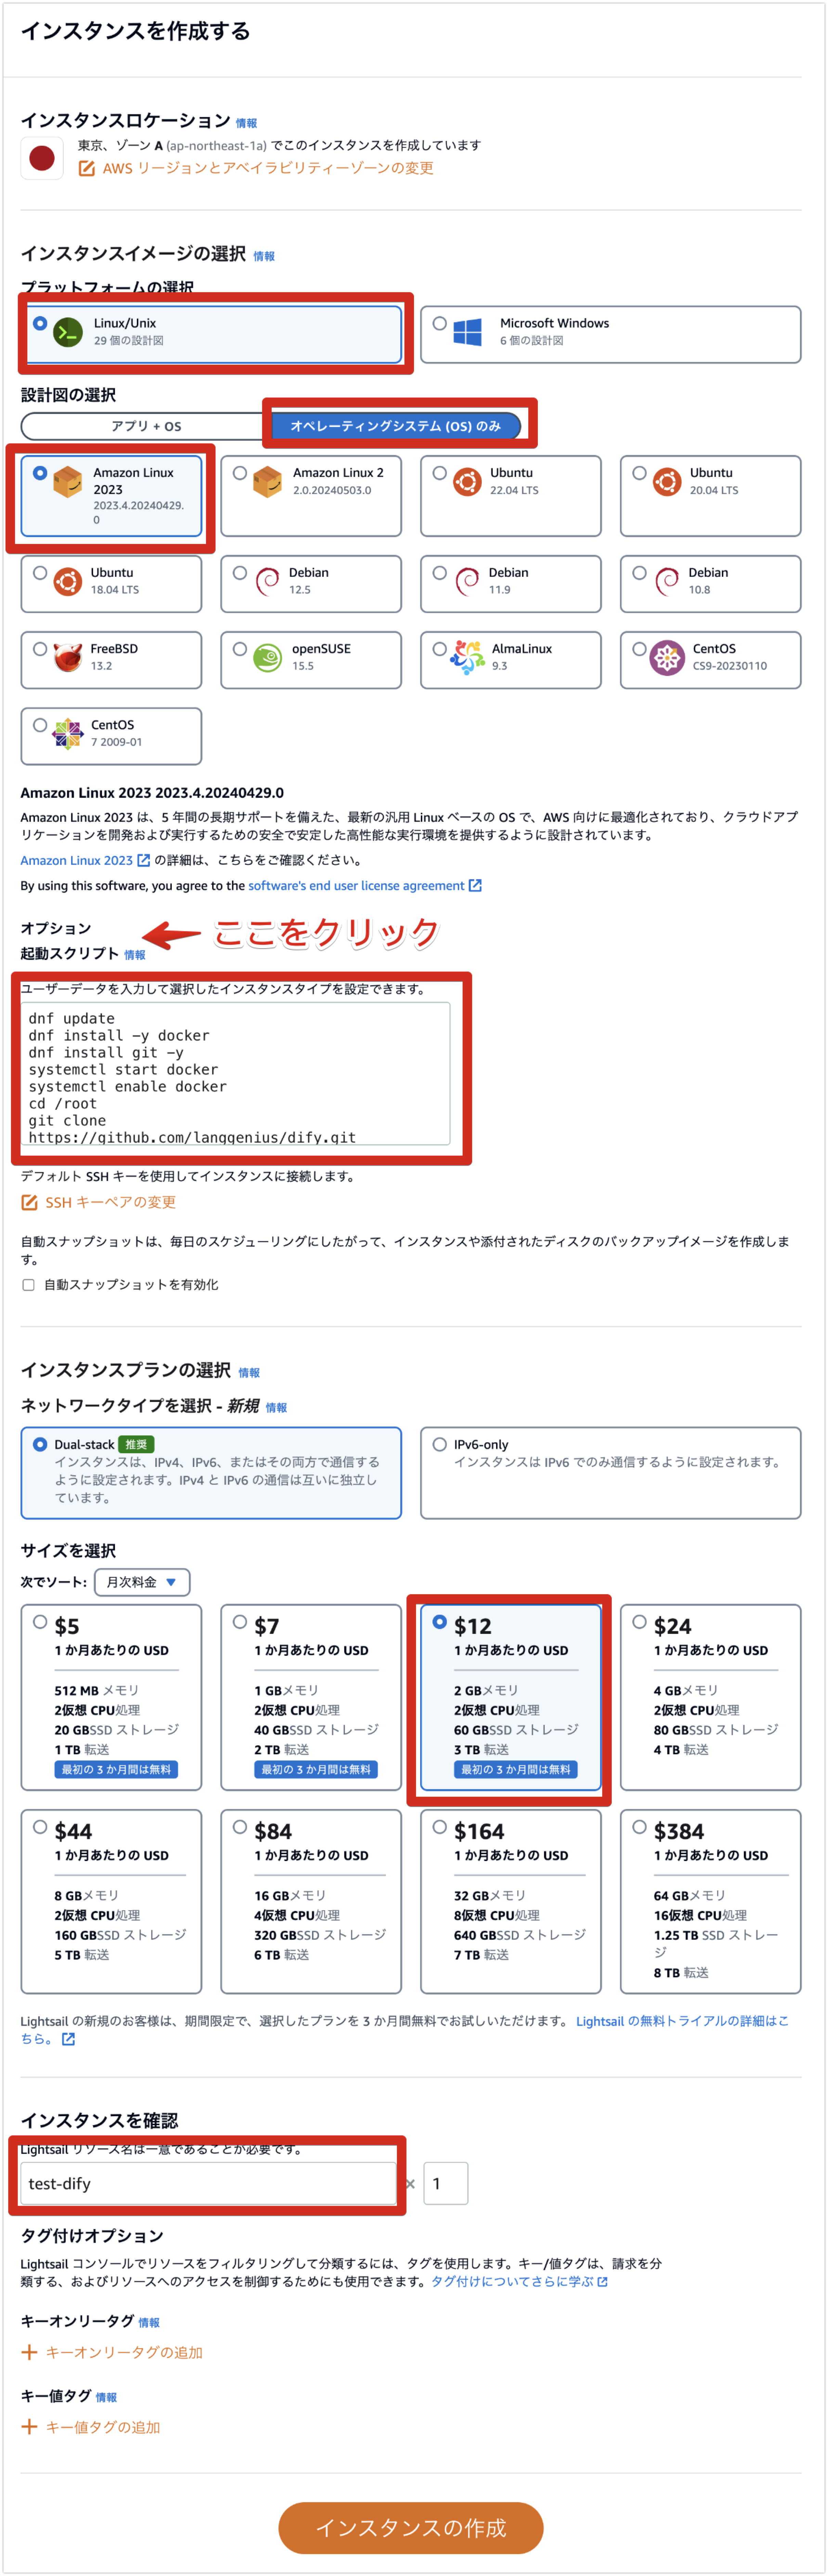 インスタンスを作成する
インスタンスロケーション 情報
東京、ゾーン A (ap-northeast-1a) でこのインスタンスを作成しています
AWS リージョンとアベイラビリティーゾーンの変更
インスタンスイメージの選択 情報
プラットフォームの選択
Linux/Unix
29 個の設計図
Microsoft Windows
6 個の設計図
設計図の選択
アプリ + OS
オペレーティングシステム (OS) のみ
Amazon Linux
2023
2023.4.20240429.
0
Amazon Linux 2
2.0.20240503.0
Ubuntu
22.04 LTS
Ubuntu
20.04 LTS
Ubuntu
18.04 LTS
Debian
12.5
Debian
11.9
Debian
10.8
FreeBSD
13.2
openSUSE
15.5
AlmaLinux
9.3
CentOS
CS9-20230110
CentOS
7 2009-01
Amazon Linux 2023 2023.4.20240429.0
Amazon Linux 2023 は、5 年間の長期サポートを備えた、最新の汎用 Linux ベースの OS で、AWS 向けに最適化されており、クラウドアプ
リケーションを開発および実行するための安全で安定した高性能な実行環境を提供するように設計されています。
Amazon Linux 2023 の詳細は、こちらをご確認ください。
By using this software, you agree to the software's end user license agreement
オプション
ここをクリック
起動スクリプト 情報
ユーザーデータを入力して選択したインスタンスタイプを設定できます。
dnf update
dnf install -y docker
dnf install git -y
systemctl start docker
systemctl enable docker
cd /root
git clone
https://github.com/langgenius/dify.git
デフォルト SSH キーを使用してインスタンスに接続します。
SSH キーペアの変更
自動スナップショットは、毎日のスケジューリングにしたがって、インスタンスや添付されたディスクのバックアップイメージを作成しま
す。
自動スナップショットを有効化
インスタンスプランの選択 情報
ネットワークタイプを選択 - 新規 情報
Dual-stack 推奨
インスタンスは、IPv4、IPv6、またはその両方で通信する
ように設定されます。IPv4 と IPv6 の通信は互いに独立し
ています。
IPv6-only
インスタンスは IPv6 でのみ通信するように設定されます。
サイズを選択
次でソート: 月次料金
$5
1 か月あたりの USD
512 MB メモリ
2仮想 CPU処理
20 GBSSD ストレージ
1 TB 転送
最初の 3 か月間は無料
$7
1 か月あたりの USD
1 GBメモリ
2仮想 CPU処理
40 GBSSD ストレージ
2 TB 転送
最初の 3 か月間は無料
$12
1 か月あたりの USD
2 GBメモリ
2仮想 CPU処理
60 GBSSD ストレージ
3 TB 転送
最初の 3 か月間は無料
$24
1 か月あたりの USD
4 GBメモリ
2仮想 CPU処理
80 GBSSD ストレージ
4 TB 転送
$44
1 か月あたりの USD
8 GBメモリ
2仮想 CPU処理
160 GBSSD ストレージ
5 TB 転送
$84
1 か月あたりの USD
16 GBメモリ
4仮想 CPU処理
320 GBSSD ストレージ
6 TB 転送
$164
1 か月あたりの USD
32 GBメモリ
8仮想 CPU処理
640 GBSSD ストレージ
7 TB 転送
$384
1 か月あたりの USD
64 GBメモリ
16仮想 CPU処理
1.25 TB SSD ストレー
ジ
8 TB 転送
Lightsail の新規のお客様は、期間限定で、選択したプランを 3 か月間無料でお試しいただけます。 Lightsail の無料トライアルの詳細はこ
ちら。
インスタンスを確認
Lightsail リソース名は一意であることが必要です。
test-dify × 1
タグ付けオプション
Lightsail コンソールでリソースをフィルタリングして分類するには、タグを使用します。キー/値タグは、請求を分
類する、およびリソースへのアクセスを制御するためにも使用できます。タグ付けについてさらに学ぶ
キーオンリータグ 情報
キーオンリータグの追加
キー値タグ 情報
キー値タグの追加
インスタンスの作成